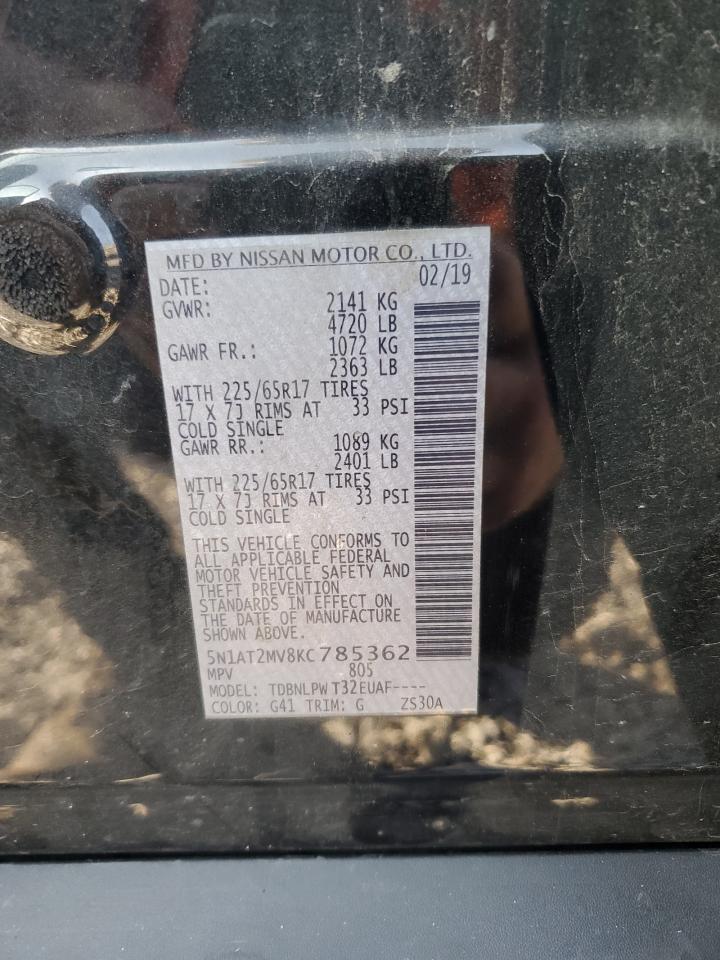 MFD BY NISSAN MOTOR CO., LTD.
DATE: 02/19
GVWR: 2141 KG
4720 LB
GAWR FR.: 1072 KG
2363 LB
WITH 225/65R17 TIRES
17 X 7J RIMS AT 33 PSI
COLD SINGLE
GAWR RR.: 1089 KG
2401 LB
WITH 225/65R17 TIRES
17 X 7J RIMS AT 33 PSI
COLD SINGLE
THIS VEHICLE CONFORMS TO
ALL APPLICABLE FEDERAL
MOTOR VEHICLE SAFETY AND
THEFT PREVENTION
STANDARDS IN EFFECT ON
THE DATE OF MANUFACTURE
SHOWN ABOVE.
5N1AT2MV8KC785362
MPV 805
MODEL: TDBNLPW T32EUAF----
COLOR: G41 TRIM: G ZS30A